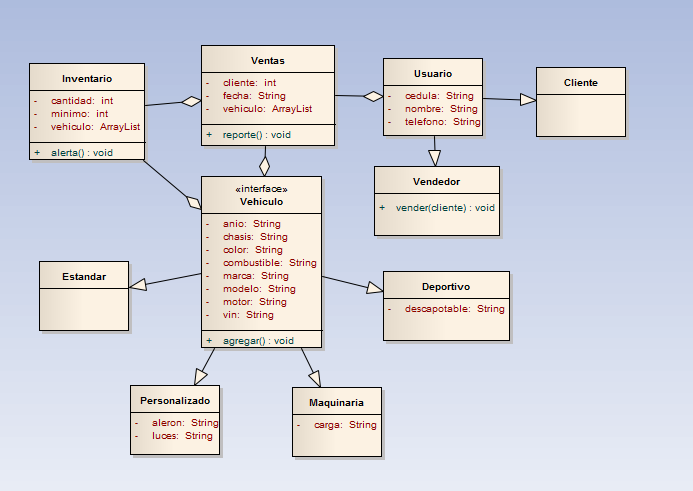 Inventario
- cantidad: int
- minimo: int
- vehiculo: ArrayList
+ alerta() : void
Ventas
- cliente: int
- fecha: String
- vehiculo: ArrayList
+ reporte() : void
Usuario
- cedula: String
- nombre: String
- telefono: String
Cliente
Vendedor
+ vender(cliente) : void
«interface»
Vehiculo
- anio: String
- chasis: String
- color: String
- combustible: String
- marca: String
- modelo: String
- motor: String
- vin: String
+ agregar() : void
Estandar
Deportivo
- descapotable: String
Personalizado
- aleron: String
- luces: String
Maquinaria
- carga: String